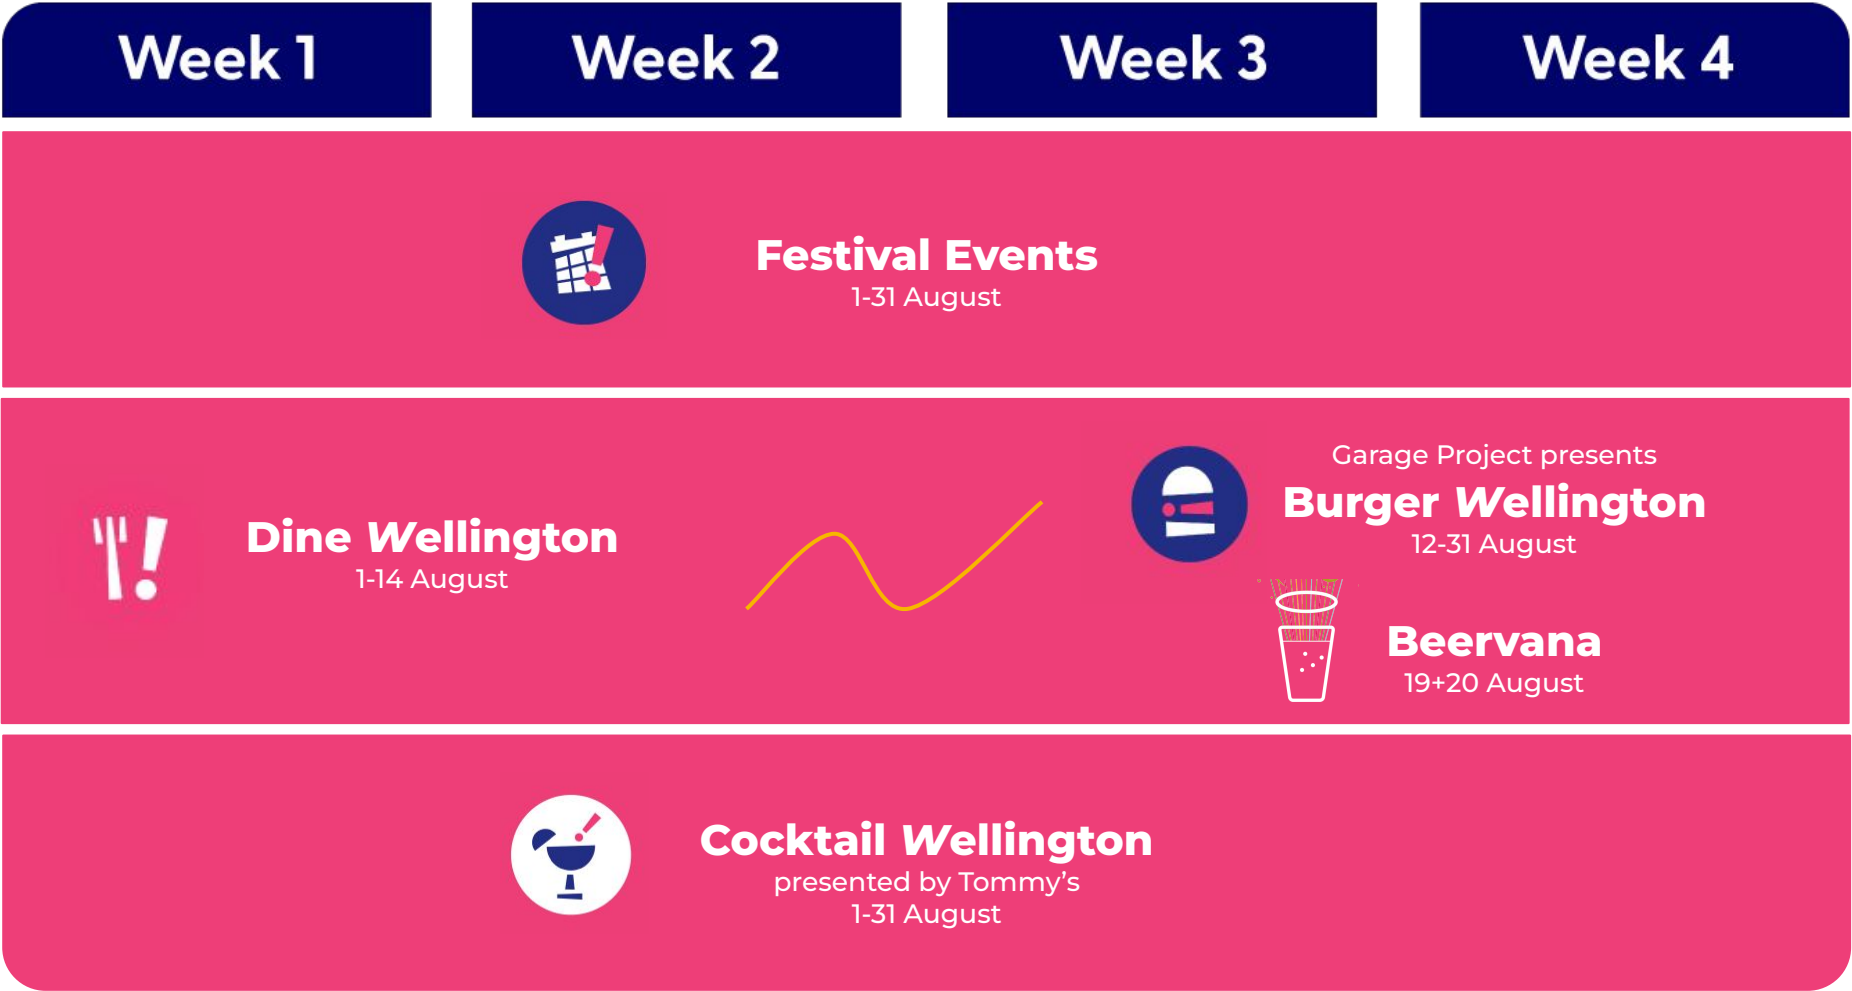 Week 1
Week 2
Week 3
Week 4
Festival Events
1-31 August
Dine Wellington
1-14 August
Garage Project presents
Burger Wellington
12-31 August
Beervana
19+20 August
Cocktail Wellington
presented by Tommy’s
1-31 August